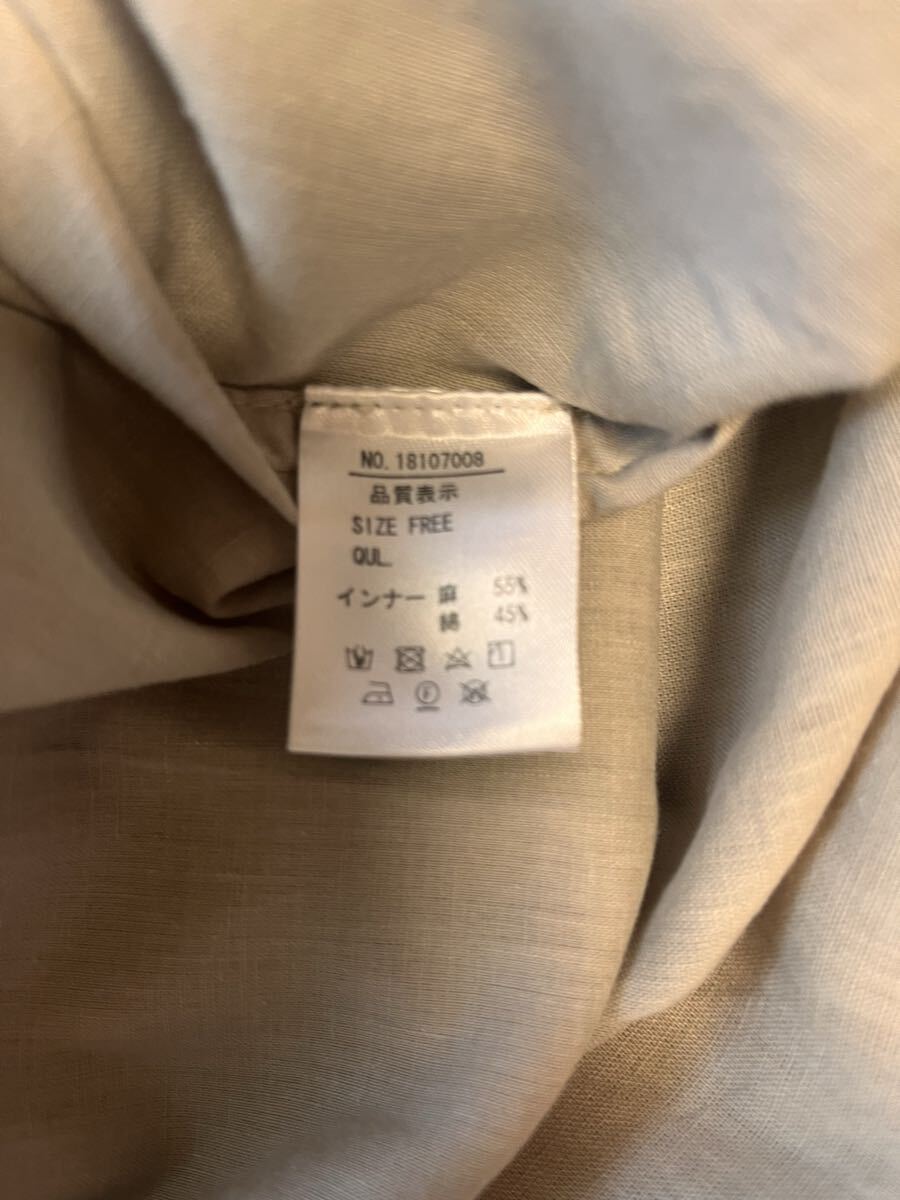 NO. 18107008
品質表示
SIZE FREE
QUL.
インナー 麻 55%
綿 45%